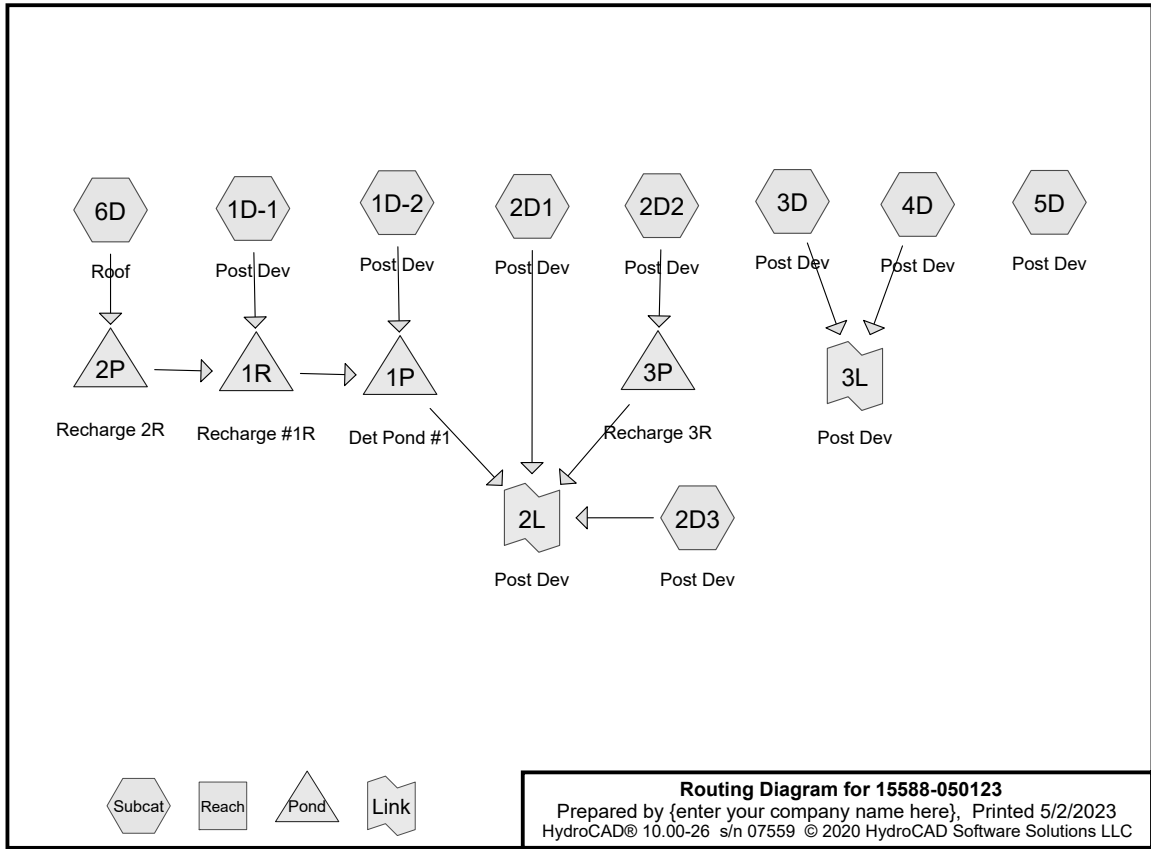 6D
1D-1
1D-2
2D1
2D2
3D
4D
5D
Roof
Post Dev
Post Dev
Post Dev
Post Dev
Post Dev
Post Dev
Post Dev
2P
1R
1P
3P
3L
Recharge 2R
Recharge #1R
Det Pond #1
Recharge 3R
Post Dev
2L
2D3
Post Dev
Post Dev
Subcat
Reach
Pond
Link
Routing Diagram for 15588-050123
Prepared by {enter your company name here}, Printed 5/2/2023
HydroCAD® 10.00-26 s/n 07559 © 2020 HydroCAD Software Solutions LLC